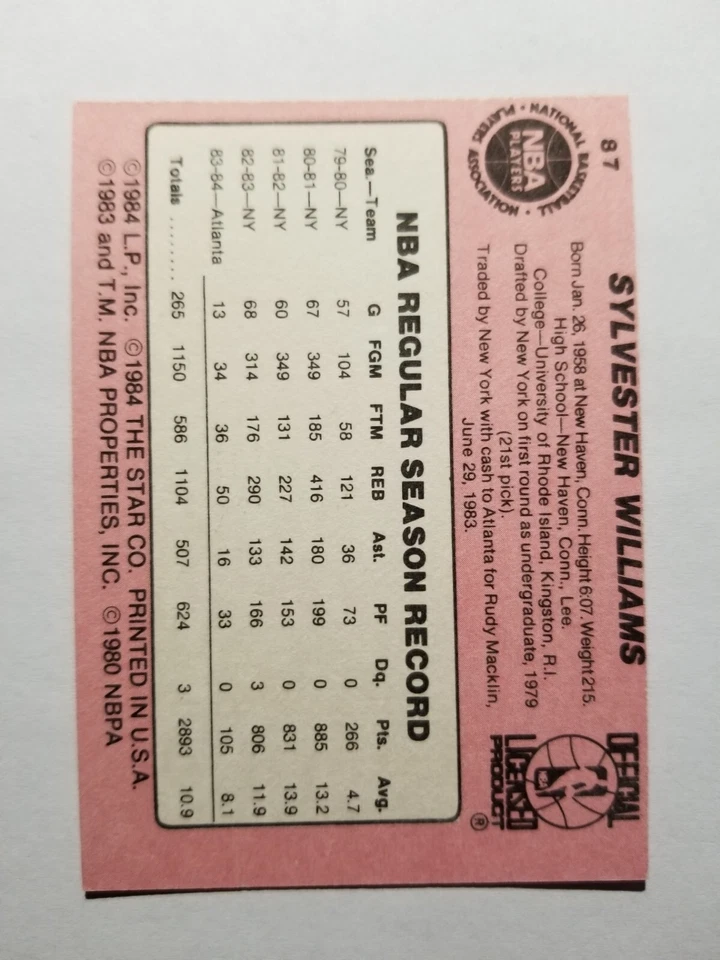 87
NATIONAL BASKETBALL
PLAYERS
ASSOCIATION
NBA
PLAYERS
SYLVESTER WILLIAMS
Born Jan. 26, 1958 at New Haven, Conn. Height 6:07. Weight 215.
High School—New Haven, Conn., Lee.
College—University of Rhode Island, Kingston, R.I.
Drafted by New York on first round as undergraduate, 1979
(21st pick).
Traded by New York with cash to Atlanta for Rudy Macklin,
June 29, 1983.
OFFICIAL
LICENSED
PRODUCT
®
NBA REGULAR SEASON RECORD
Sea.—Team G FGM FTM REB Ast. PF Dq. Pts. Avg.
79-80—NY 57 104 58 121 36 73 0 266 4.7
80-81—NY 67 349 185 416 180 199 0 885 13.2
81-82—NY 60 349 131 227 142 153 0 831 13.9
82-83—NY 68 314 176 290 133 166 3 806 11.9
83-84—Atlanta 13 34 36 50 16 33 0 105 8.1
Totals ........ 265 1150 586 1104 507 624 3 2893 10.9
©1984 L.P., Inc. ©1984 THE STAR CO. PRINTED IN U.S.A.
©1983 and T.M. NBA PROPERTIES, INC. ©1980 NBPA